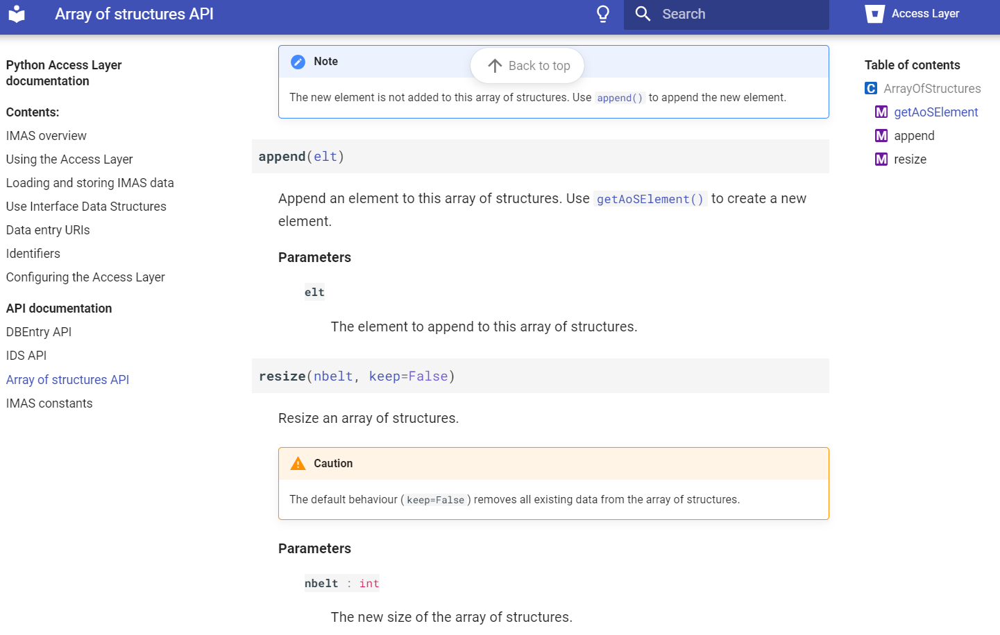 Array of structures API
Search
Access Layer
Python Access Layer
documentation
Contents:
IMAS overview
Using the Access Layer
Loading and storing IMAS data
Use Interface Data Structures
Data entry URIs
Identifiers
Configuring the Access Layer
API documentation
DBEntry API
IDS API
Array of structures API
IMAS constants
Note
Back to top
The new element is not added to this array of structures. Use append() to append the new element.
append(elt)
Append an element to this array of structures. Use getAoSElement() to create a new
element.
Parameters
elt
The element to append to this array of structures.
resize(nbelt, keep=False)
Resize an array of structures.
Caution
The default behaviour (keep=False) removes all existing data from the array of structures.
Parameters
nbelt : int
The new size of the array of structures.
Table of contents
C ArrayOfStructures
M getAoSElement
M append
M resize